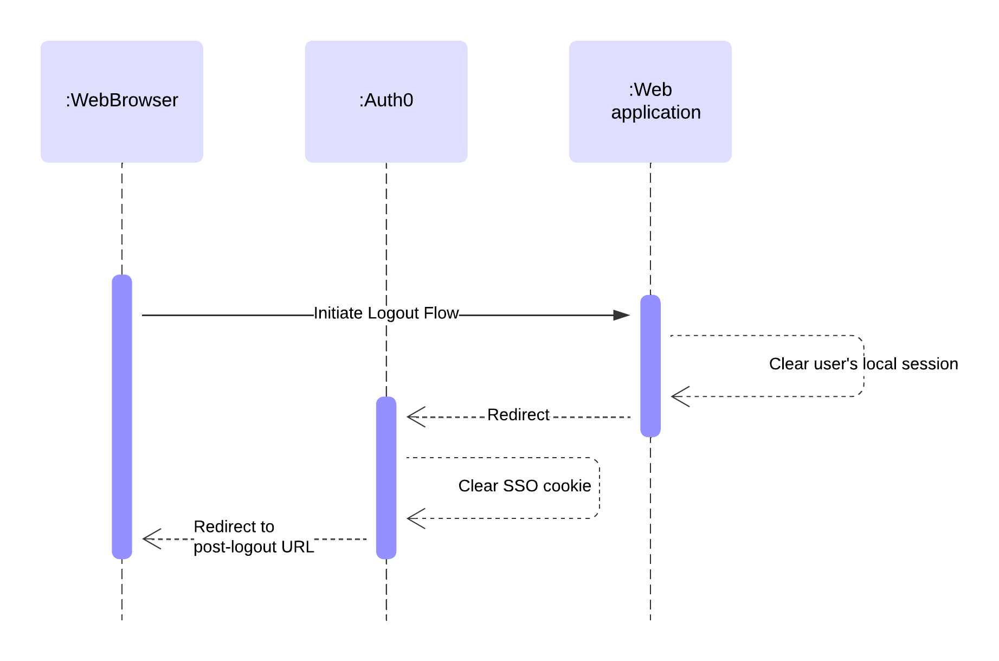 :WebBrowser
:Auth0
:Web
application
Initiate Logout Flow
Clear user's local session
Redirect
Clear SSO cookie
Redirect to
post-logout URL